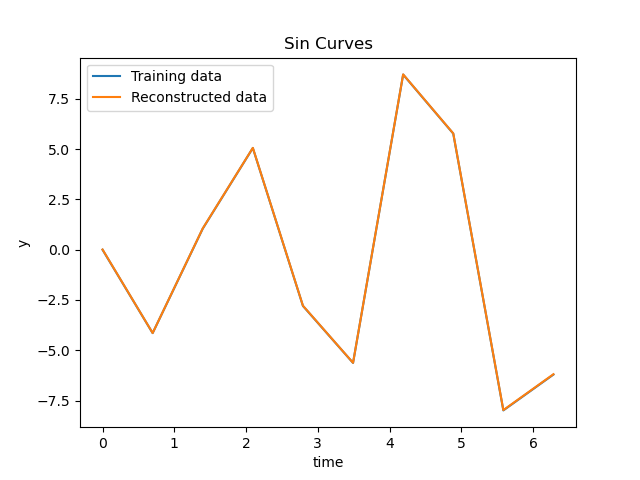 Sin Curves
Training data
Reconstructed data
7.5
5.0
2.5
0.0
−2.5
−5.0
−7.5
y
0 1 2 3 4 5 6
time